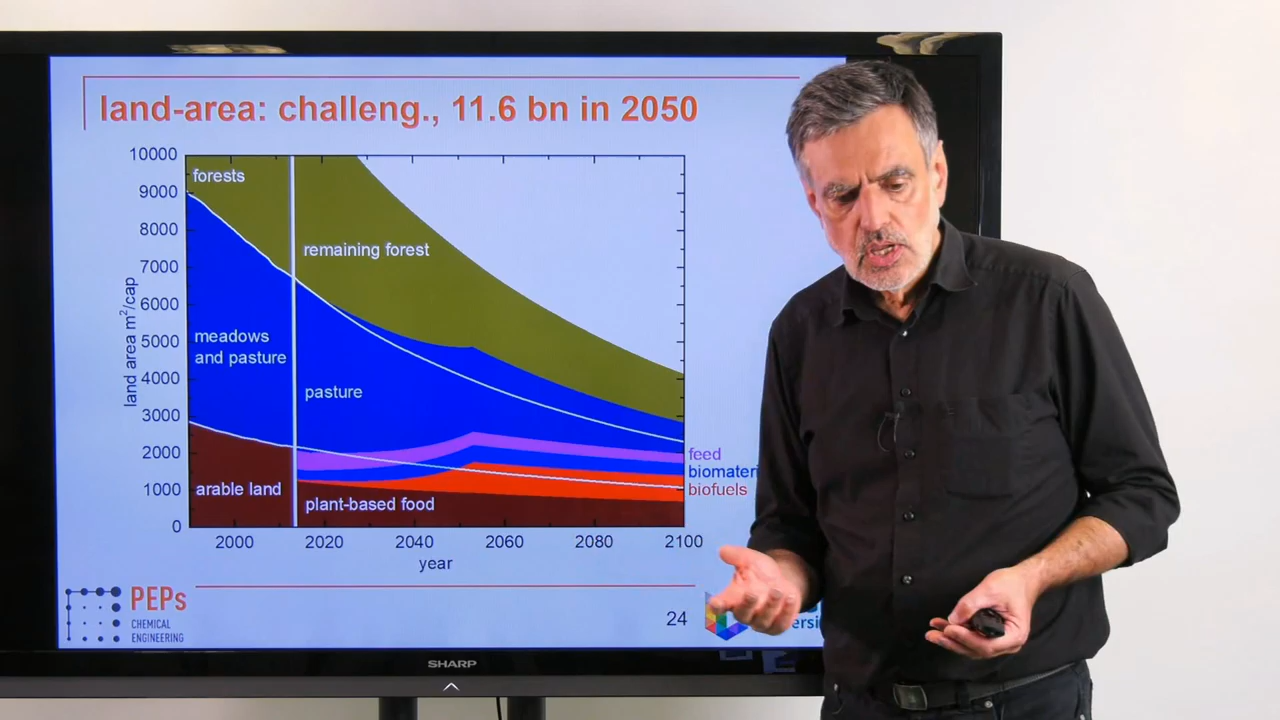 land-area: challeng., 11.6 bn in 2050
10000
9000
8000
7000
6000
5000
4000
3000
2000
1000
0
land area m²/cap
forests
remaining forest
meadows
and pasture
pasture
arable land
plant-based food
feed
biofuels
2000
2020
2040
2060
2080
2100
year
PEPs
CHEMICAL
ENGINEERING
24
SHARP